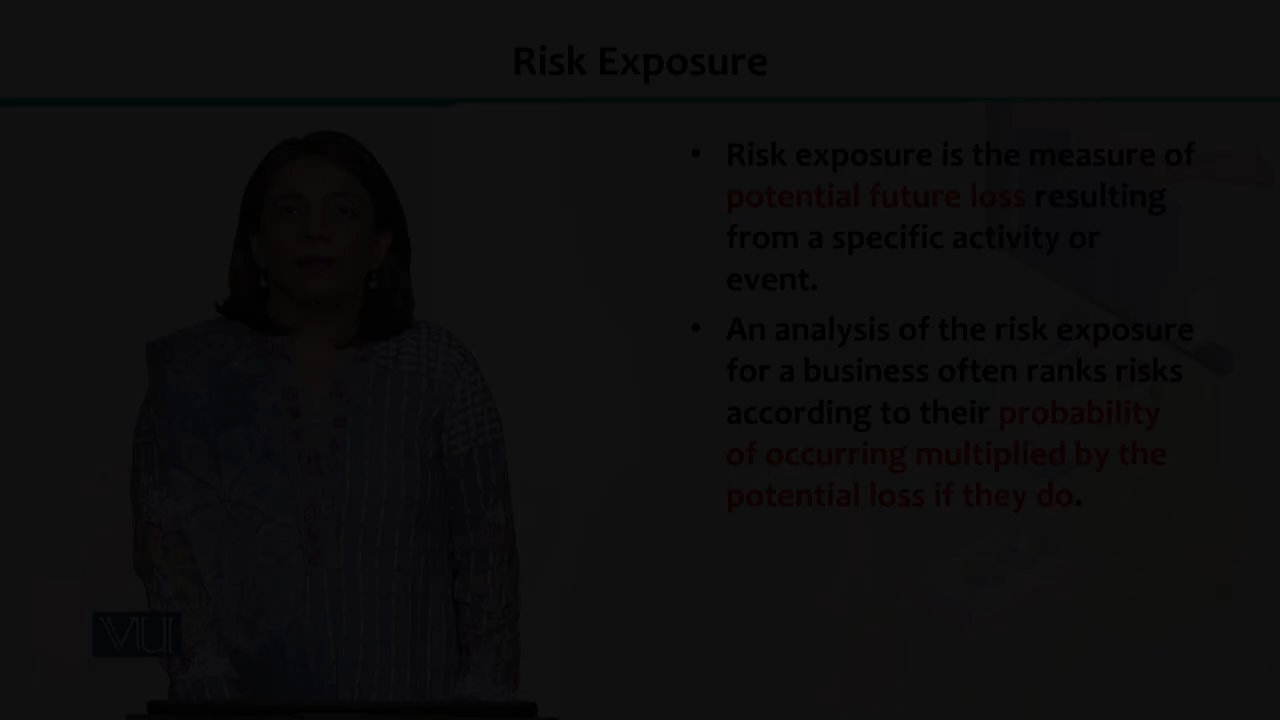 Risk Exposure
• Risk exposure is the measure of
potential future loss resulting
from a specific activity or
event.
• An analysis of the risk exposure
for a business often ranks risks
according to their probability
of occurring multiplied by the
potential loss if they do.
VU